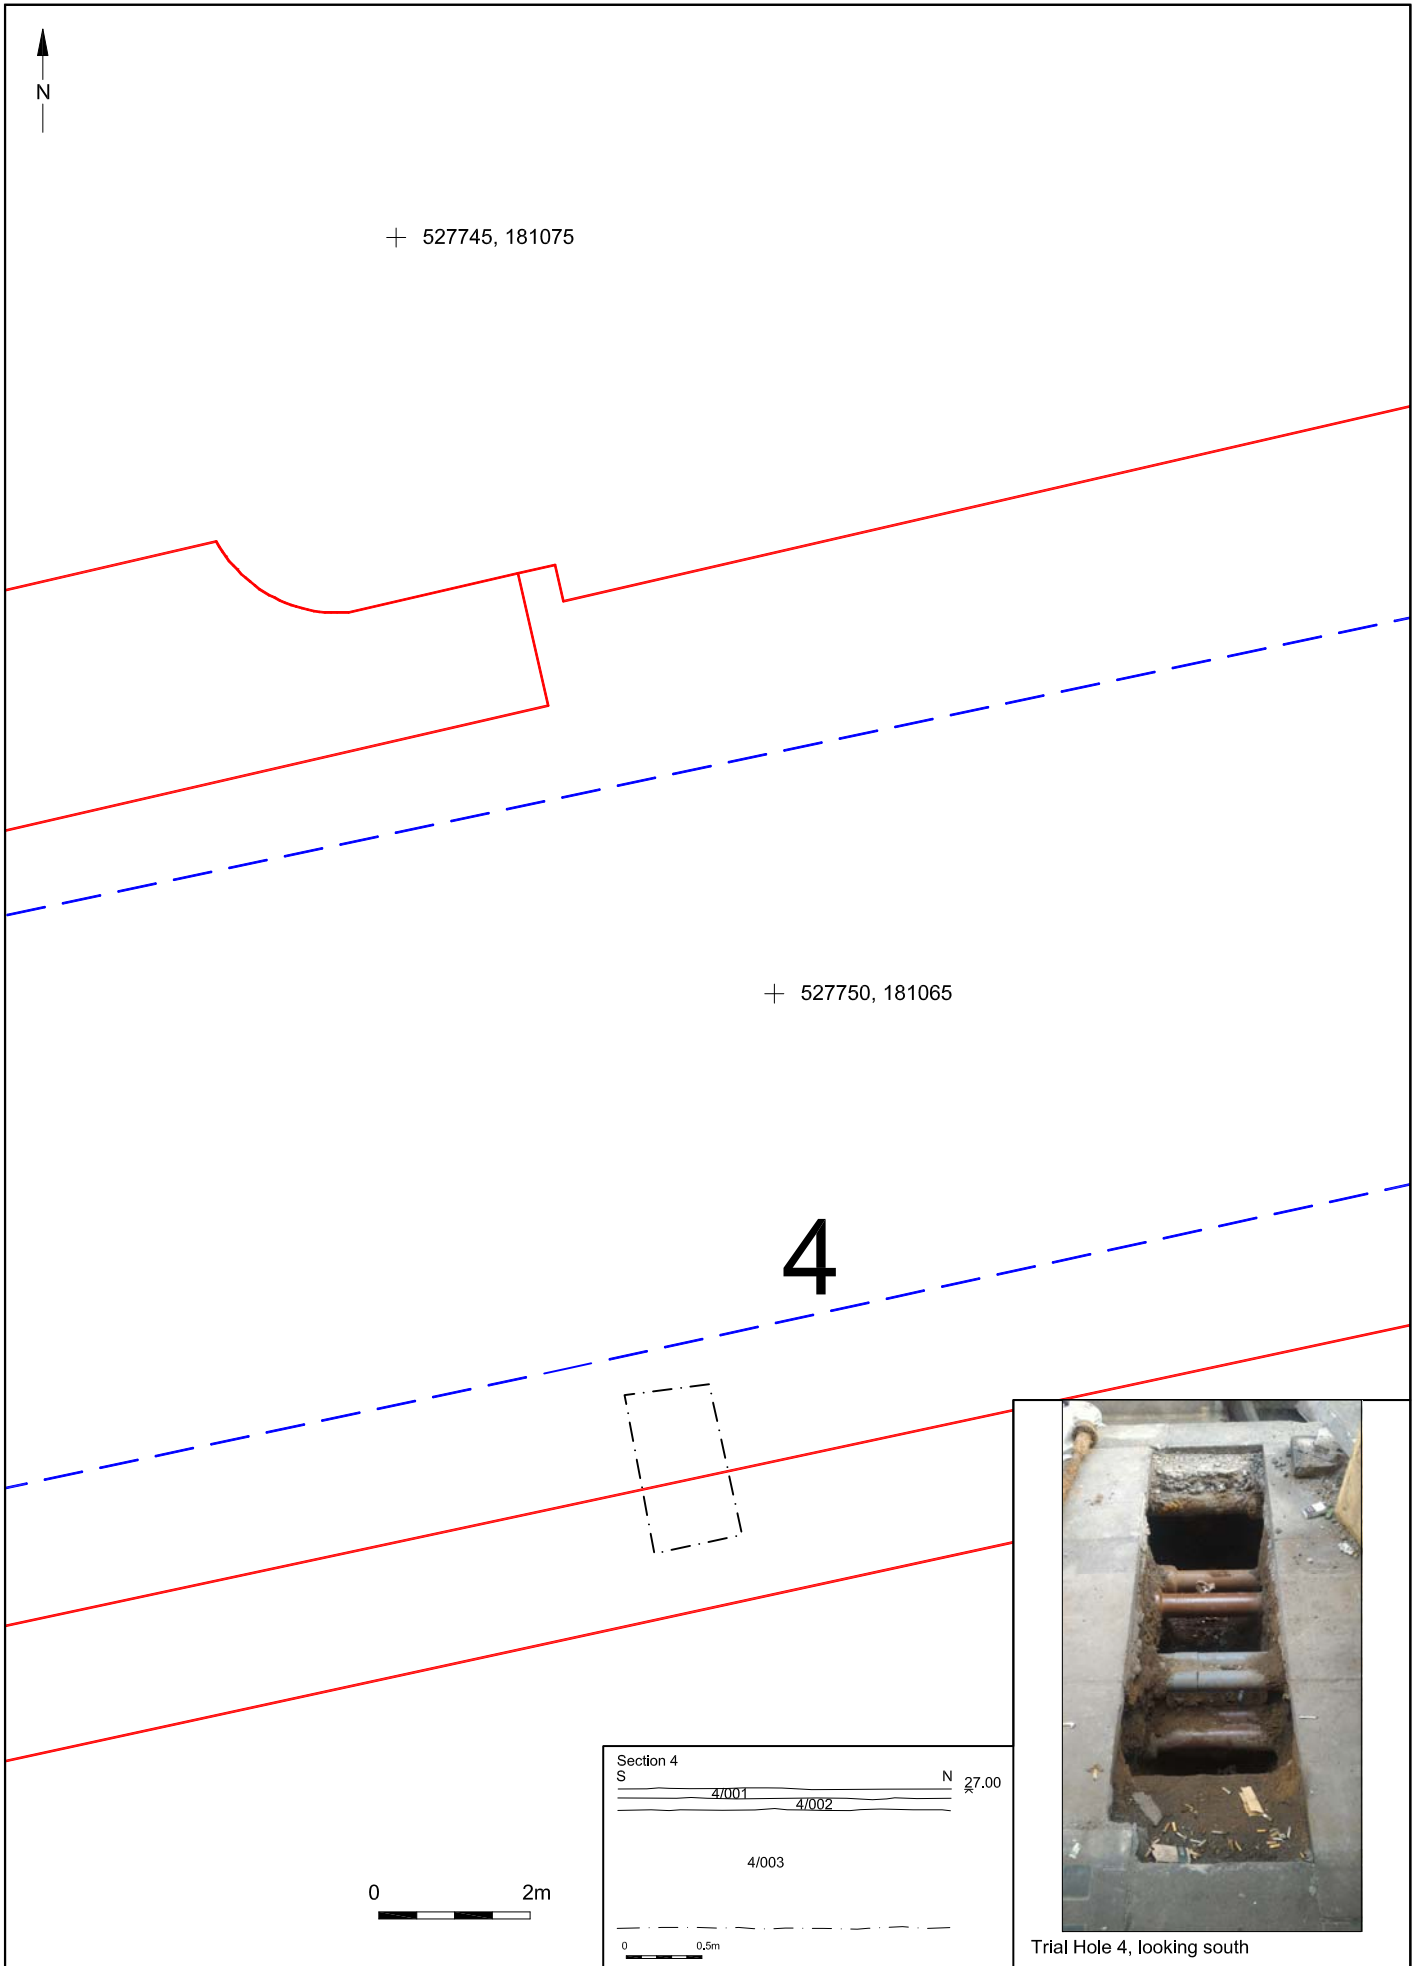 N
527745, 181075
527750, 181065
4
Section 4
S N 27.00
4/001
4/002
4/003
0 0.5m
0 2m
Trial Hole 4, looking south